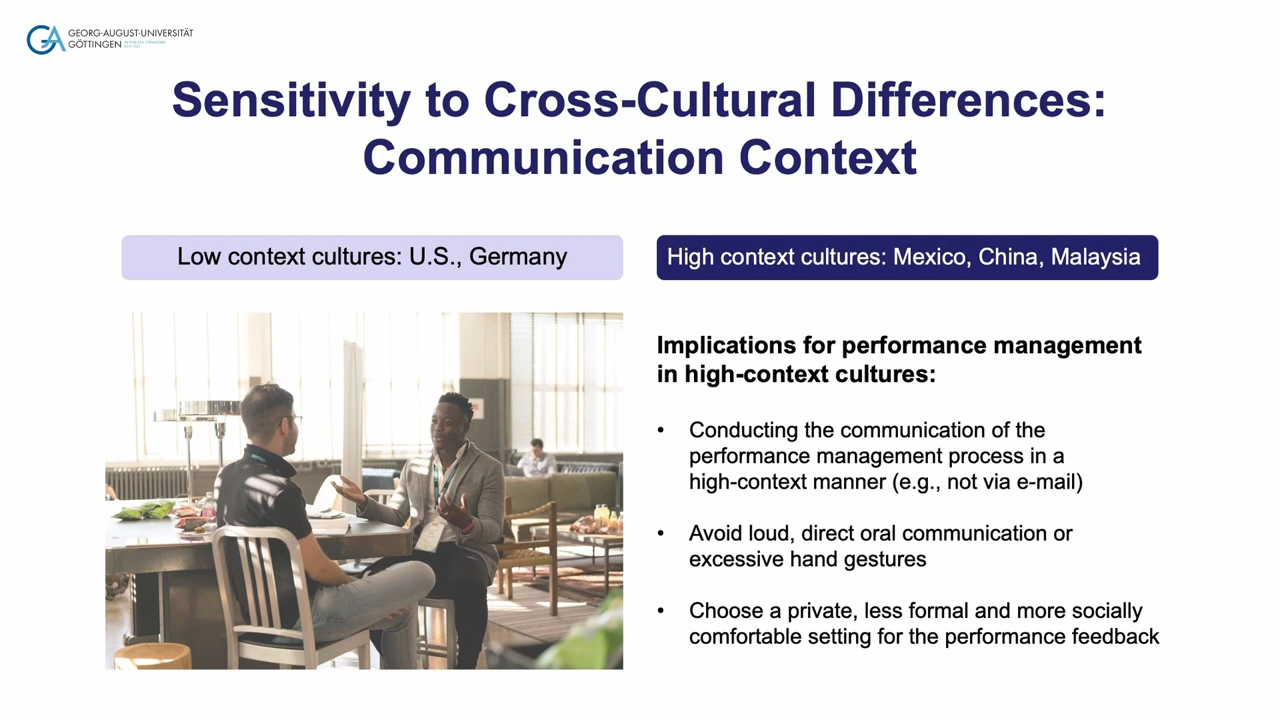 GEORG-AUGUST-UNIVERSITÄT
GÖTTINGEN
Sensitivity to Cross-Cultural Differences:
Communication Context
Low context cultures: U.S., Germany
High context cultures: Mexico, China, Malaysia
Implications for performance management
in high-context cultures:
• Conducting the communication of the
performance management process in a
high-context manner (e.g., not via e-mail)
• Avoid loud, direct oral communication or
excessive hand gestures
• Choose a private, less formal and more socially
comfortable setting for the performance feedback